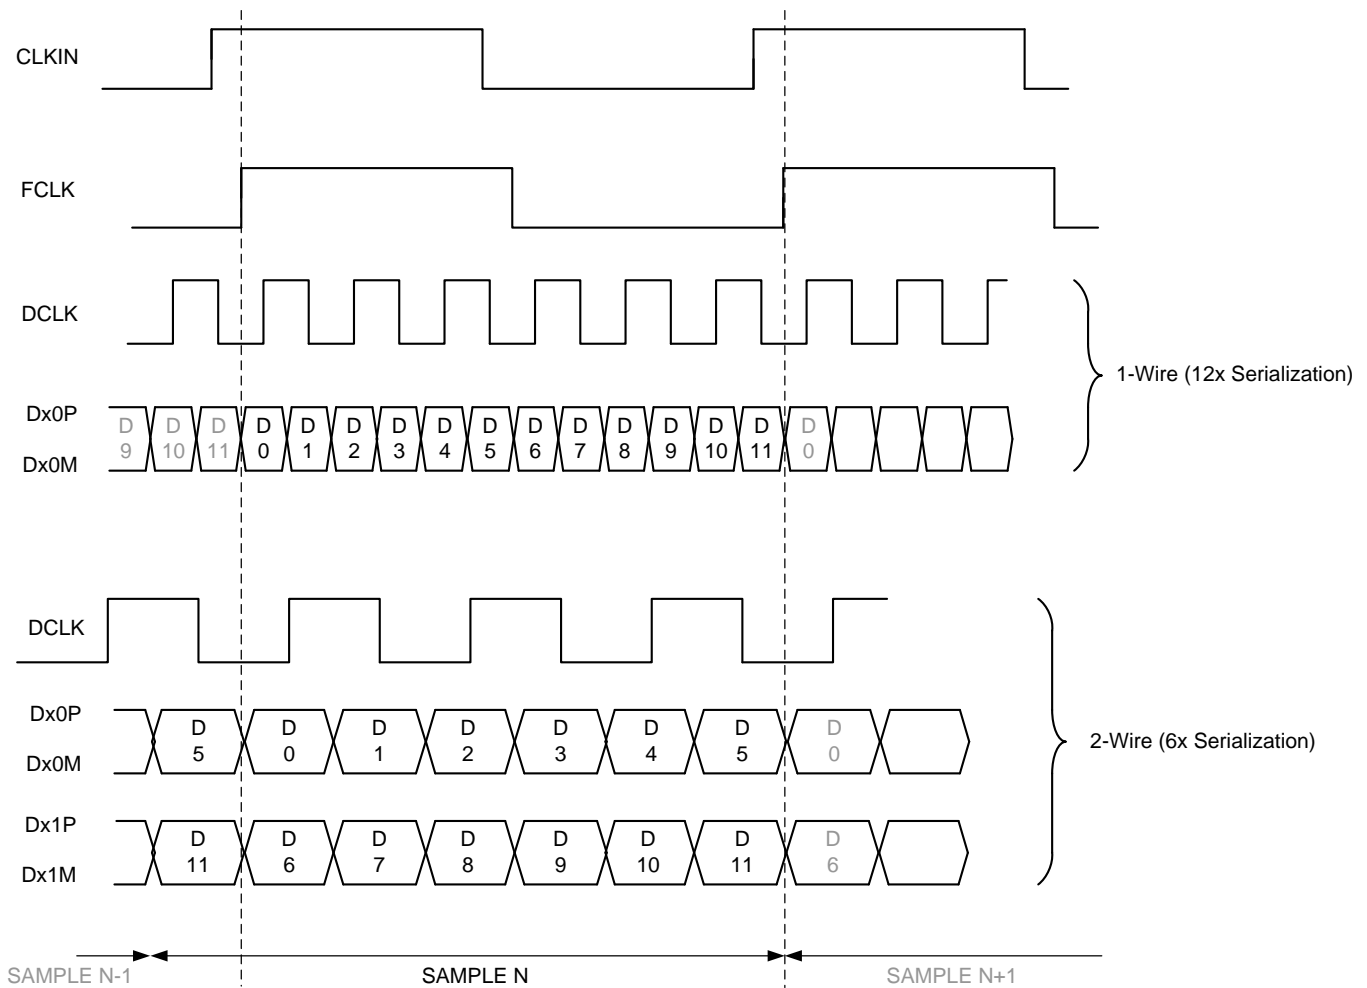 CLKIN
FCLK
DCLK
1-Wire (12x Serialization)
Dx0P
Dx0M
D D D D D D D D D D D D D D D D
9 10 11 0 1 2 3 4 5 6 7 8 9 10 11 0
DCLK
2-Wire (6x Serialization)
Dx0P
Dx0M
D D D D D D D D
5 0 1 2 3 4 5 0
Dx1P
Dx1M
D D D D D D D D
11 6 7 8 9 10 11 6
SAMPLE N-1 SAMPLE N SAMPLE N+1